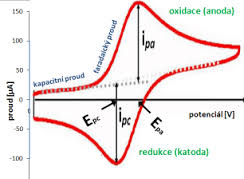 150
100
50
0
-50
-100
proud [µA]
oxidace (anoda)
kapacitní proud
faradaický proud
ipa
Epc
ipc
Epa
potenciál [V]
redukce (katoda)